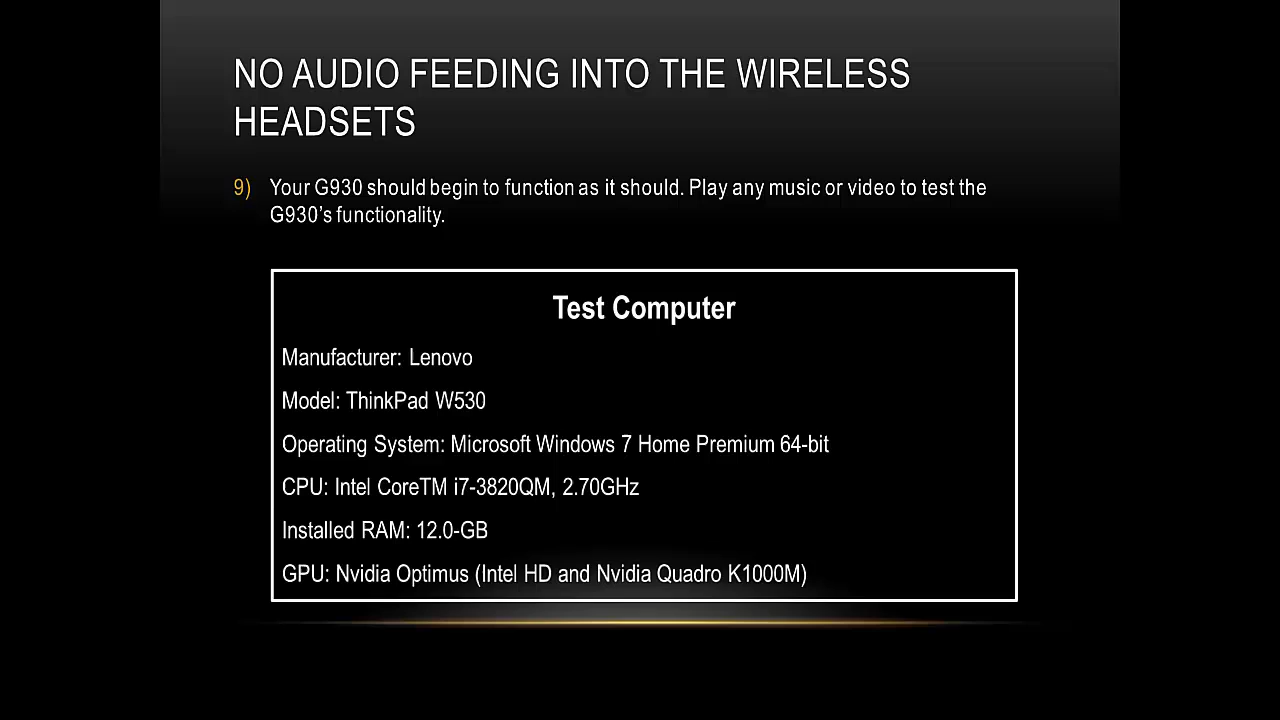 NO AUDIO FEEDING INTO THE WIRELESS
HEADSETS
9) Your G930 should begin to function as it should. Play any music or video to test the
G930’s functionality.
Test Computer
Manufacturer: Lenovo
Model: ThinkPad W530
Operating System: Microsoft Windows 7 Home Premium 64-bit
CPU: Intel CoreTM i7-3820QM, 2.70GHz
Installed RAM: 12.0-GB
GPU: Nvidia Optimus (Intel HD and Nvidia Quadro K1000M)